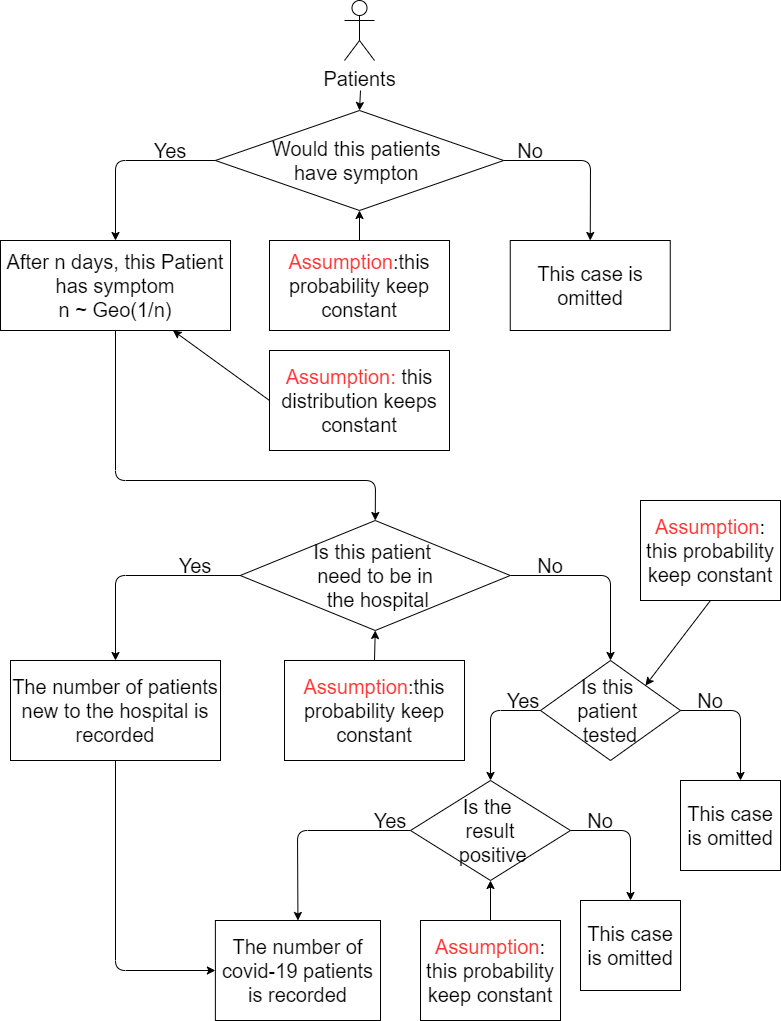 Patients
Would this patients
have sympton
Yes
No
After n days, this Patient
has symptom
n ~ Geo(1/n)
Assumption:this
probability keep
constant
This case is
omitted
Assumption: this
distribution keeps
constant
Is this patient
need to be in
the hospital
Yes
No
Assumption:
this probability
keep constant
The number of patients
new to the hospital is
recorded
Assumption:this
probability keep
constant
Is this
patient
tested
Yes
No
Is the
result
positive
Yes
No
This case
is omitted
The number of
covid-19 patients
is recorded
Assumption:
this probability
keep constant
This case
is omitted